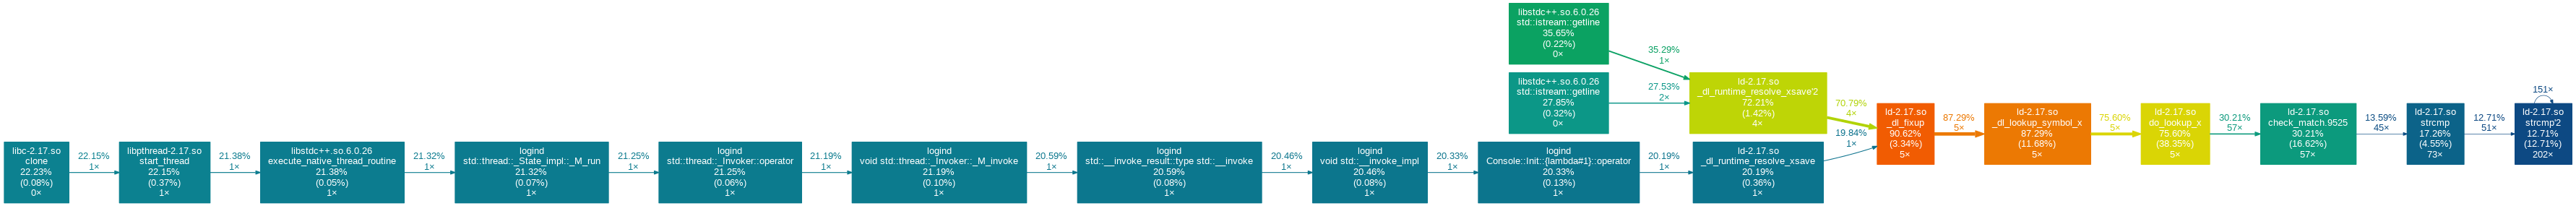 libstdc++.so.6.0.26
std::istream::getline
35.65%
(0.22%)
0×
35.29%
1×
libstdc++.so.6.0.26
std::istream::getline
27.85%
(0.32%)
0×
27.53%
2×
ld-2.17.so
_dl_runtime_resolve_xsave'2
72.21%
(1.42%)
4×
70.79%
4×
libc-2.17.so
clone
22.23%
(0.08%)
0×
22.15%
1×
libpthread-2.17.so
start_thread
22.15%
(0.37%)
1×
21.38%
1×
libstdc++.so.6.0.26
execute_native_thread_routine
21.38%
(0.05%)
1×
21.32%
1×
logind
std::thread::_State_impl::_M_run
21.32%
(0.07%)
1×
21.25%
1×
logind
std::thread::_Invoker::operator
21.25%
(0.06%)
1×
21.19%
1×
logind
void std::thread::_Invoker::_M_invoke
21.19%
(0.10%)
1×
20.59%
1×
logind
std::__invoke_result::type std::__invoke
20.59%
(0.08%)
1×
20.46%
1×
logind
void std::__invoke_impl
20.46%
(0.08%)
1×
20.33%
1×
logind
Console::Init::{lambda#1}::operator
20.33%
(0.13%)
1×
20.19%
1×
ld-2.17.so
_dl_runtime_resolve_xsave
20.19%
(0.36%)
1×
19.84%
1×
ld-2.17.so
_dl_fixup
90.62%
(3.34%)
5×
87.29%
5×
ld-2.17.so
_dl_lookup_symbol_x
87.29%
(11.68%)
5×
75.60%
5×
ld-2.17.so
do_lookup_x
75.60%
(38.35%)
5×
30.21%
57×
ld-2.17.so
check_match.9525
30.21%
(16.62%)
57×
13.59%
45×
ld-2.17.so
strcmp
17.26%
(4.55%)
73×
12.71%
51×
151×
ld-2.17.so
strcmp'2
12.71%
(12.71%)
202×